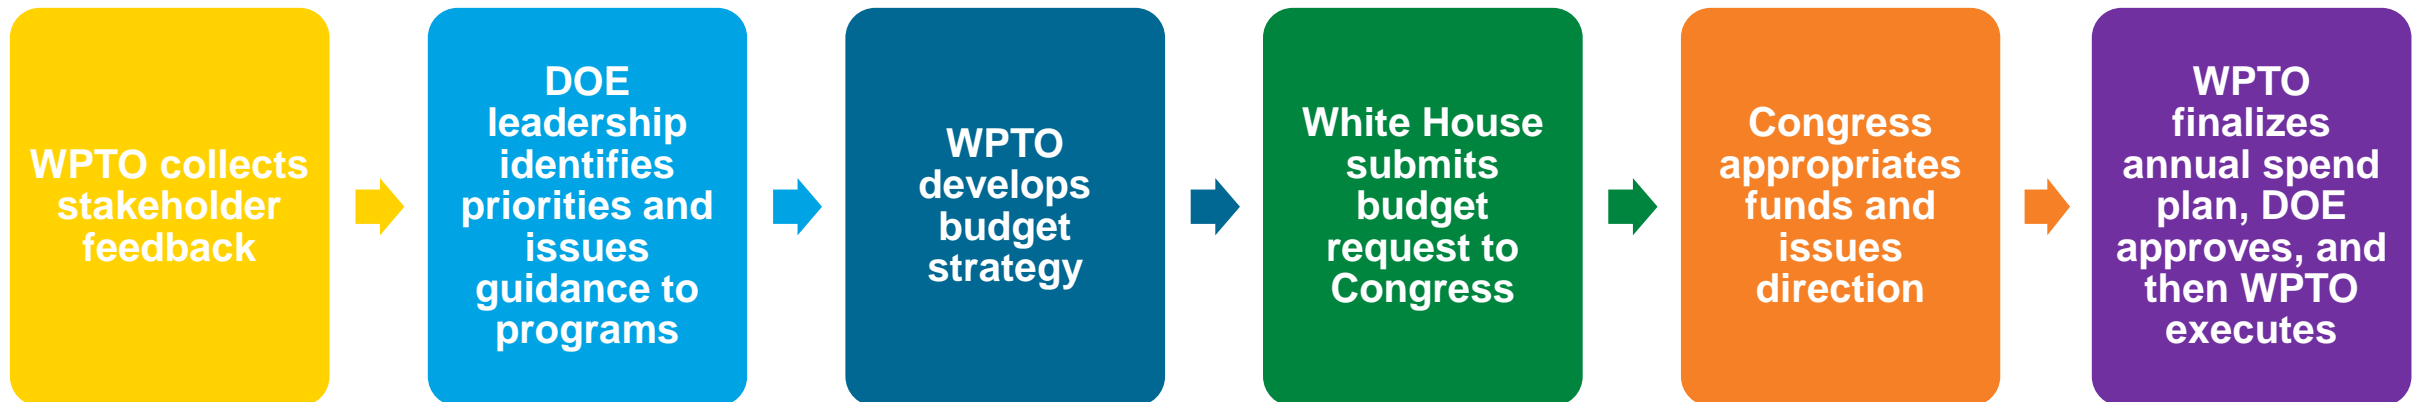 WPTO collects
stakeholder
feedback
DOE
leadership
identifies
priorities and
issues
guidance to
programs
WPTO
develops
budget
strategy
White House
submits
budget
request to
Congress
Congress
appropriates
funds and
issues
direction
WPTO
finalizes
annual spend
plan, DOE
approves, and
then WPTO
executes